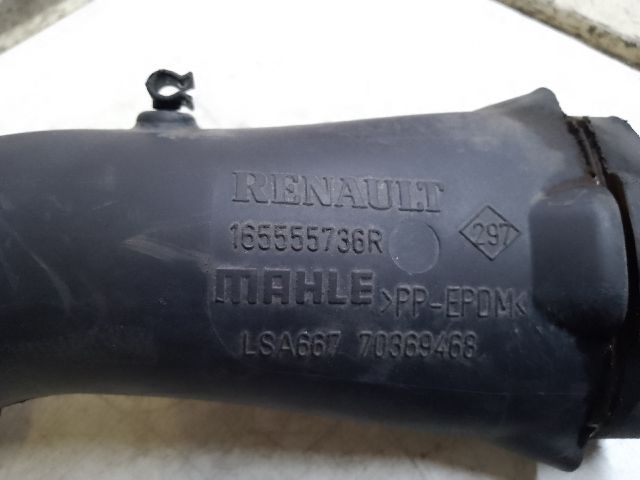 RENAULT
165555736R
297
MAHLE >PP-EPDM<
LSA667 70369468